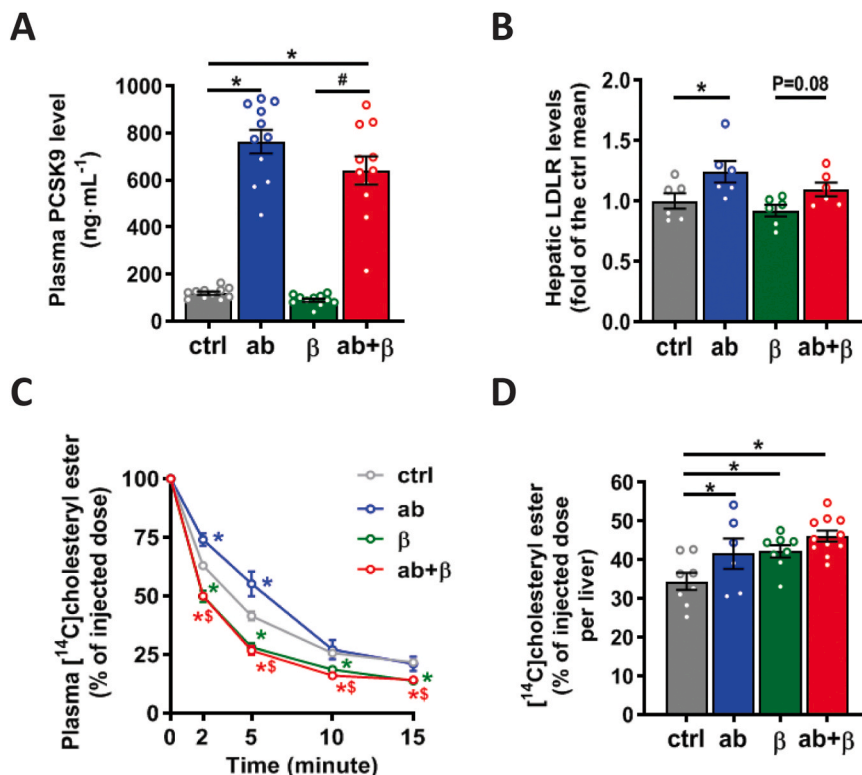 A
Plasma PCSK9 level
(ng·mL⁻¹)
1000
800
600
400
200
0
*
*
#
ctrl
ab
β
ab+β
B
Hepatic LDLR levels
(fold of the ctrl mean)
2.0
1.5
1.0
0.5
0.0
*
P=0.08
ctrl
ab
β
ab+β
C
Plasma [¹⁴C]cholesteryl ester
(% of injected dose)
100
75
50
25
0
ctrl
ab
β
ab+β
*
*
*
*
*
*
*$
*$
*$
*$
0
2
5
10
15
Time (minute)
D
[¹⁴C]cholesteryl ester
(% of injected dose
per liver)
60
50
40
30
20
10
0
*
*
*
ctrl
ab
β
ab+β